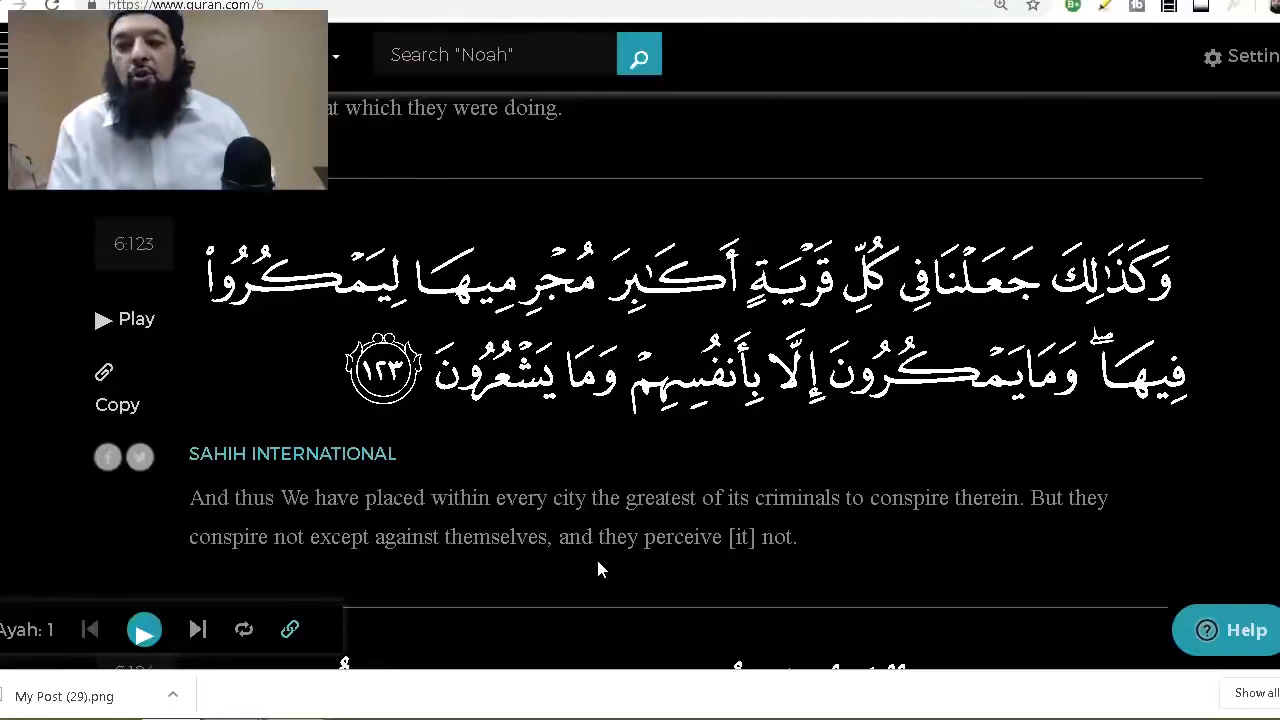 https://www.quran.com/6
Search "Noah"
Settin
at which they were doing.
6:123
وَكَذَٰلِكَ جَعَلْنَا فِى كُلِّ قَرْيَةٍ أَكَـٰبِرَ مُجْرِمِيهَا لِيَمْكُرُوا۟
فِيهَا ۖ وَمَا يَمْكُرُونَ إِلَّا بِأَنفُسِهِمْ وَمَا يَشْعُرُونَ ١٢٣
Play
Copy
SAHIH INTERNATIONAL
And thus We have placed within every city the greatest of its criminals to conspire therein. But they
conspire not except against themselves, and they perceive [it] not.
Ayah: 1
Help
My Post (29).png
Show all